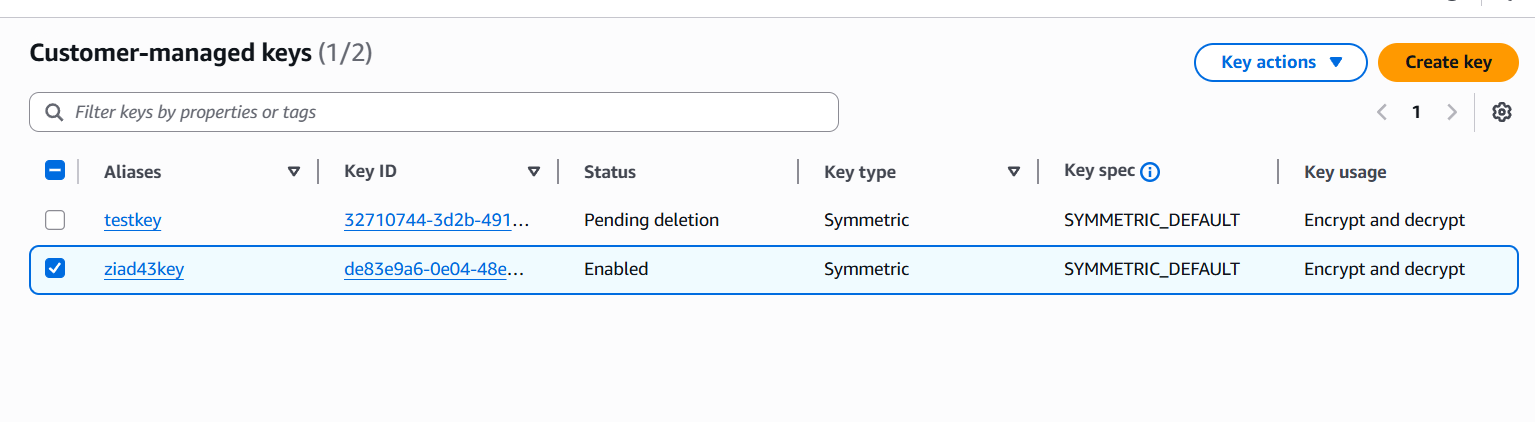 Customer-managed keys (1/2)
Key actions
Create key
Filter keys by properties or tags
1
Aliases Key ID Status Key type Key spec Key usage
testkey 32710744-3d2b-491... Pending deletion Symmetric SYMMETRIC_DEFAULT Encrypt and decrypt
ziad43key de83e9a6-0e04-48e... Enabled Symmetric SYMMETRIC_DEFAULT Encrypt and decrypt